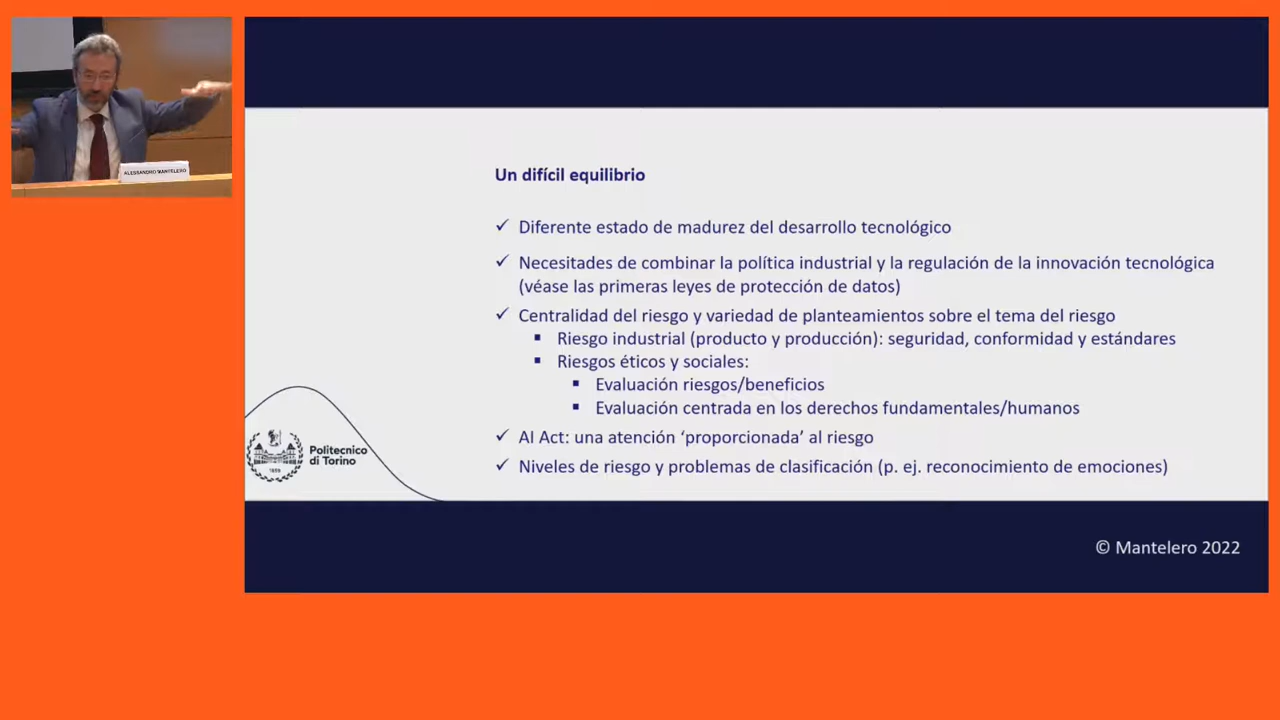 ALESSANDRO MANTELERO
Un difícil equilibrio
✓ Diferente estado de madurez del desarrollo tecnológico
✓ Necesitades de combinar la política industrial y la regulación de la innovación tecnológica
(véase las primeras leyes de protección de datos)
✓ Centralidad del riesgo y variedad de planteamientos sobre el tema del riesgo
▪ Riesgo industrial (producto y producción): seguridad, conformidad y estándares
▪ Riesgos éticos y sociales:
▪ Evaluación riesgos/beneficios
▪ Evaluación centrada en los derechos fundamentales/humanos
✓ AI Act: una atención ‘proporcionada’ al riesgo
✓ Niveles de riesgo y problemas de clasificación (p. ej. reconocimiento de emociones)
Politecnico
di Torino
1859
© Mantelero 2022